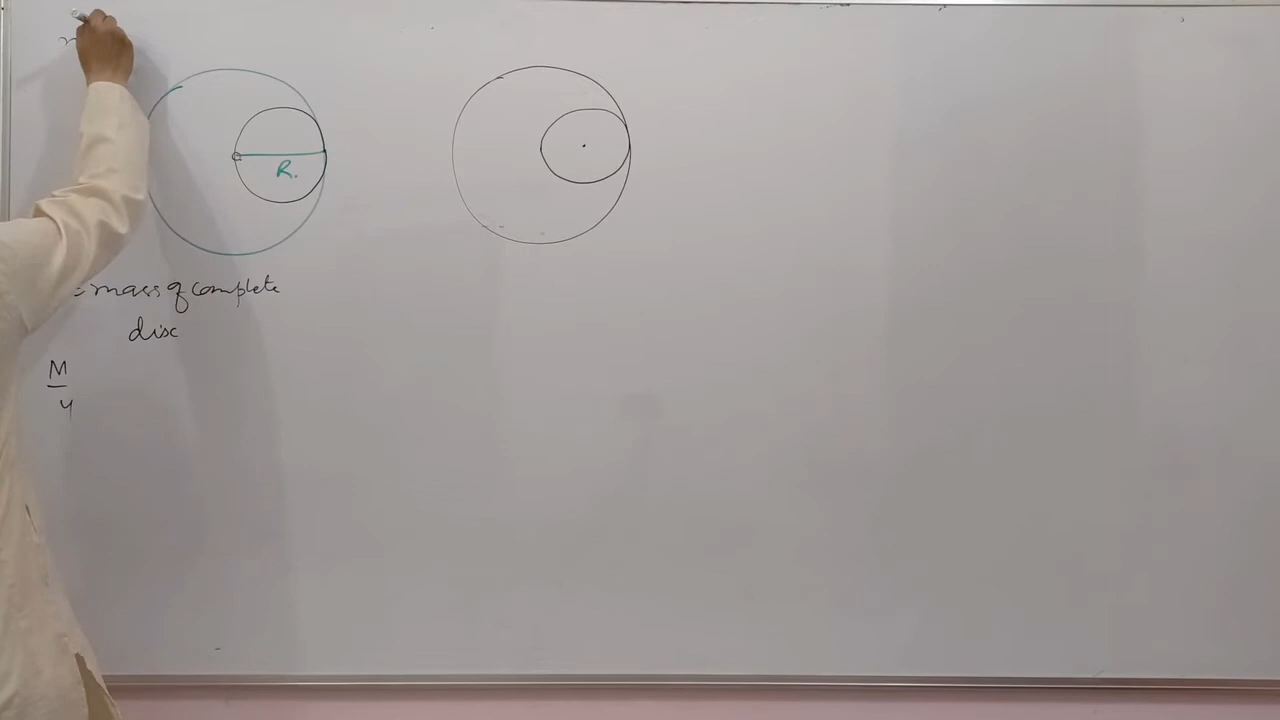 R.
= mass of complete
disc
M
4